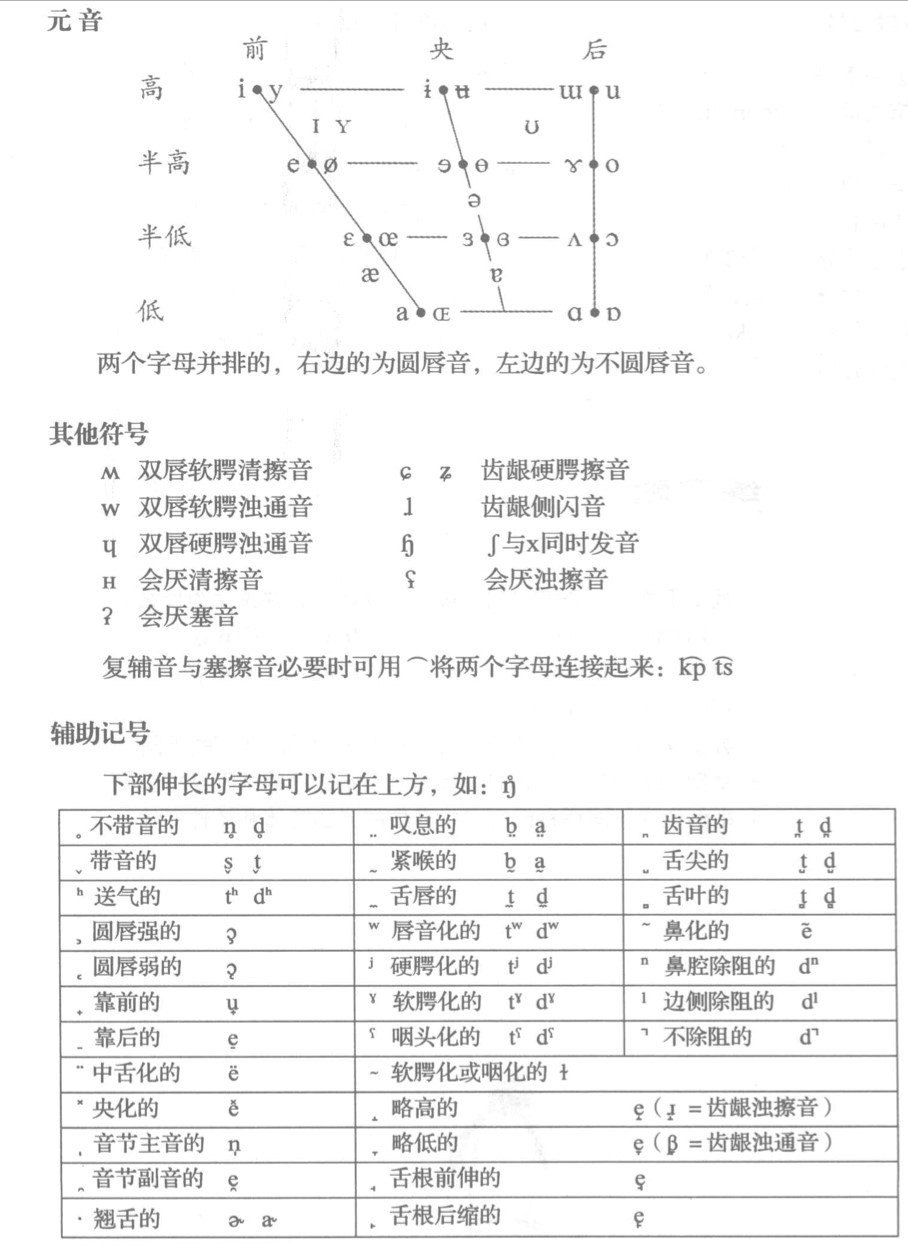 元音
前 央 后
高 i y ɨ ʉ ɯ u
ɪ ʏ ʊ
半高 e ø ɘ ɵ ɤ o
ə
半低 ɛ œ ɜ ɞ ʌ ɔ
æ ɐ
低 a ɶ ɑ ɒ
两个字母并排的，右边的为圆唇音，左边的为不圆唇音。
其他符号
ʍ 双唇软腭清擦音 ɕ ʑ 齿龈硬腭擦音
w 双唇软腭浊通音 ɺ 齿龈侧闪音
ɥ 双唇硬腭浊通音 ɧ ʃ与x同时发音
ʜ 会厌清擦音 ʢ 会厌浊擦音
ʡ 会厌塞音
复辅音与塞擦音必要时可用⁀将两个字母连接起来：k͡p t͡s
辅助记号
下部伸长的字母可以记在上方，如：ŋ̊
̥ 不带音的 n̥ d̥ ̤ 叹息的 b̤ a̤ ̪ 齿音的 t̪ d̪
̬ 带音的 s̬ t̬ ̰ 紧喉的 b̰ a̰ ̺ 舌尖的 t̺ d̺
ʰ 送气的 tʰ dʰ ̼ 舌唇的 t̼ d̼ ̻ 舌叶的 t̻ d̻
̹ 圆唇强的 ɔ̹ ʷ 唇音化的 tʷ dʷ ̃ 鼻化的 ẽ
̜ 圆唇弱的 ɔ̜ ʲ 硬腭化的 tʲ dʲ ⁿ 鼻腔除阻的 dⁿ
̟ 靠前的 u̟ ˠ 软腭化的 tˠ dˠ ˡ 边侧除阻的 dˡ
̠ 靠后的 e̠ ˤ 咽头化的 tˤ dˤ ̚ 不除阻的 d̚
̈ 中舌化的 ë ̴ 软腭化或咽化的 ɫ
̽ 央化的 e̽ ̝ 略高的 e̝（ɹ̝ =齿龈浊擦音）
̩ 音节主音的 n̩ ̞ 略低的 e̞（β̞ =齿龈浊通音）
̯ 音节副音的 e̯ ̘ 舌根前伸的 e̘
˞ 翘舌的 ə˞ a˞ ̙ 舌根后缩的 e̙